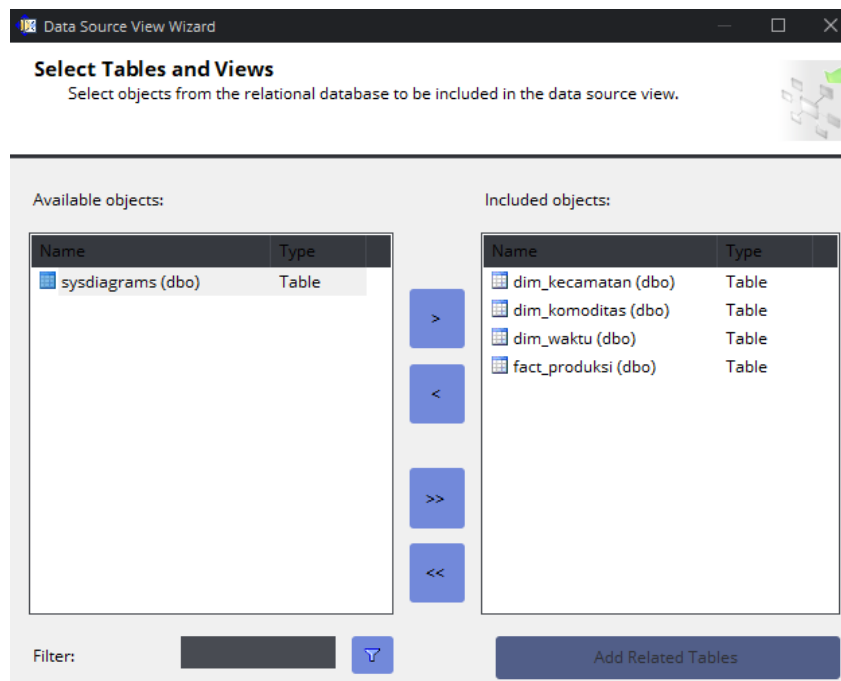 Data Source View Wizard
Select Tables and Views
Select objects from the relational database to be included in the data source view.
Available objects:
Included objects:
Name Type
Name Type
sysdiagrams (dbo) Table
dim_kecamatan (dbo) Table
dim_komoditas (dbo) Table
dim_waktu (dbo) Table
fact_produksi (dbo) Table
>
<
>>
<<
Filter:
Add Related Tables